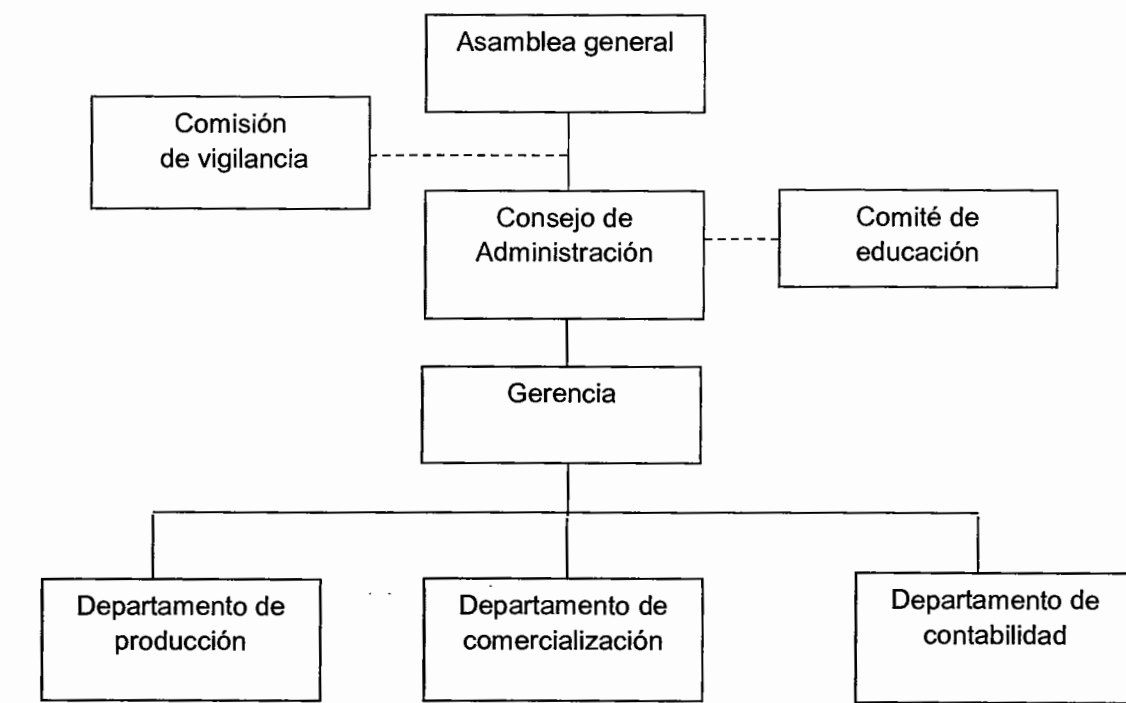 Asamblea general
Comisión
de vigilancia
Consejo de
Administración
Comité de
educación
Gerencia
Departamento de
producción
Departamento de
comercialización
Departamento de
contabilidad